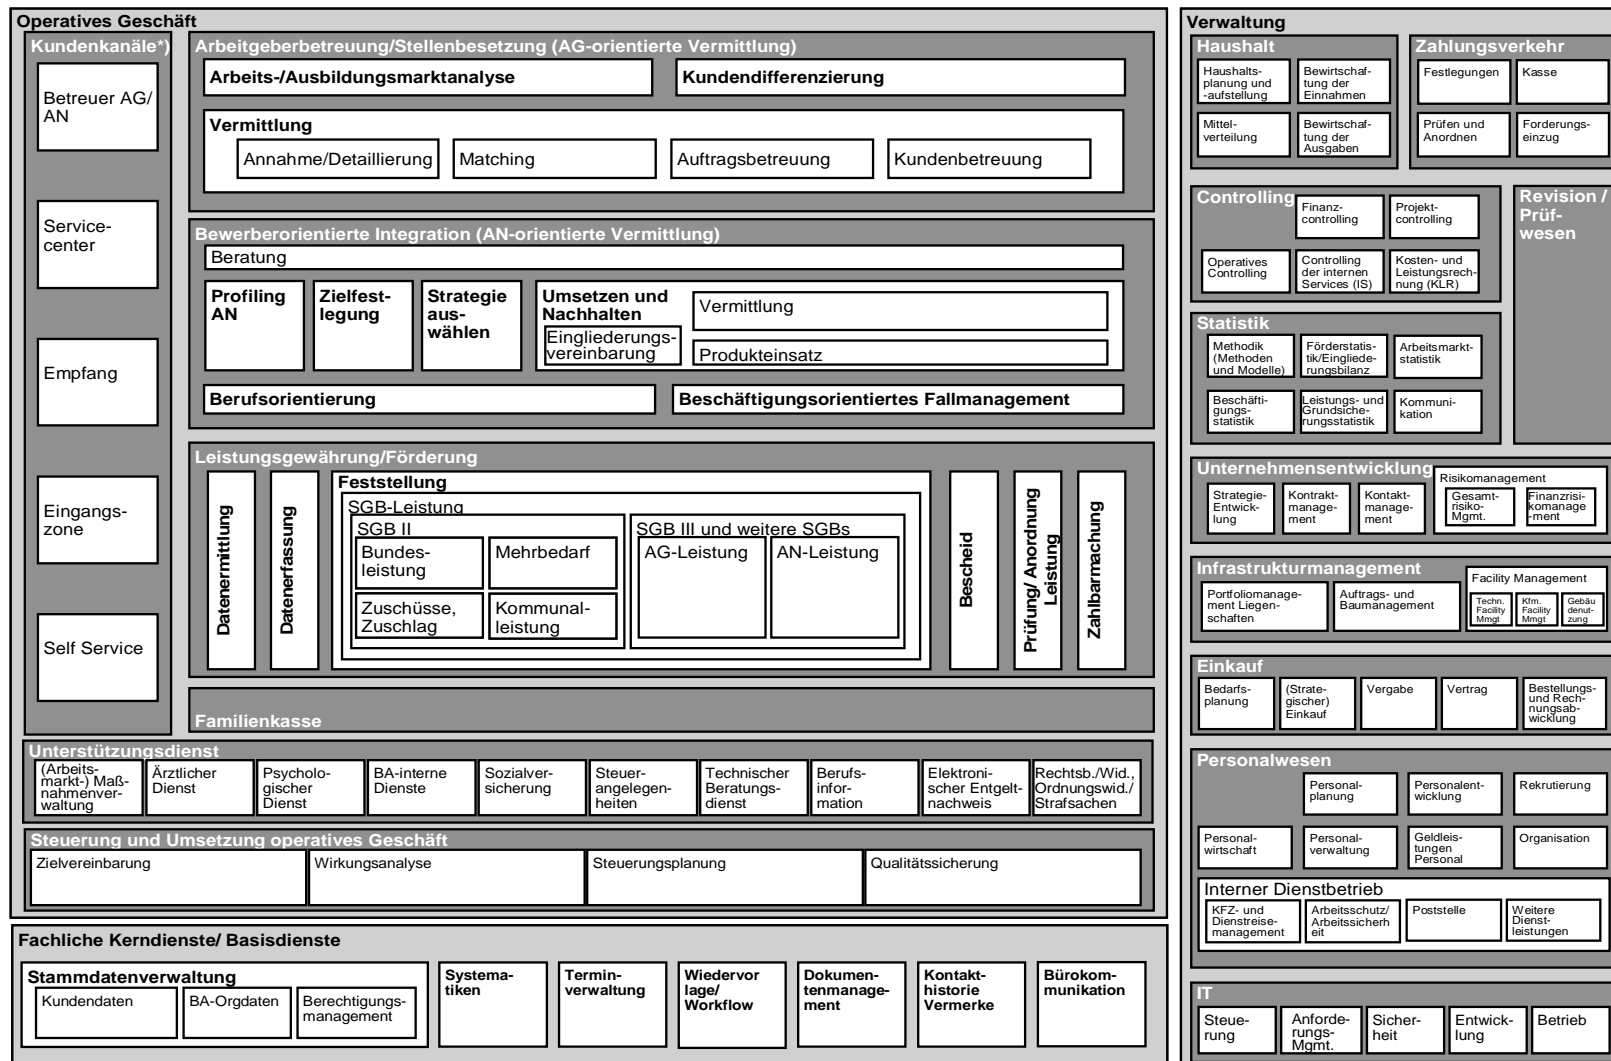 Operatives Geschäft
Kundenkanäle*)
Betreuer AG/
AN
Service-
center
Empfang
Eingangs-
zone
Self Service
Arbeitgeberbetreuung/Stellenbesetzung (AG-orientierte Vermittlung)
Arbeits-/Ausbildungsmarktanalyse
Kundendifferenzierung
Vermittlung
Annahme/Detaillierung
Matching
Auftragsbetreuung
Kundenbetreuung
Bewerberorientierte Integration (AN-orientierte Vermittlung)
Beratung
Profiling
AN
Zielfest-
legung
Strategie
aus-
wählen
Umsetzen und
Nachhalten
Eingliederungs-
vereinbarung
Vermittlung
Produkteinsatz
Berufsorientierung
Beschäftigungsorientiertes Fallmanagement
Leistungsgewährung/Förderung
Datenermittlung
Datenerfassung
Feststellung
SGB-Leistung
SGB II
Bundes-
leistung
Mehrbedarf
Zuschüsse,
Zuschlag
Kommunal-
leistung
SGB III und weitere SGBs
AG-Leistung
AN-Leistung
Bescheid
Prüfung/ Anordnung
Leistung
Zahlbarmachung
Familienkasse
Unterstützungsdienst
(Arbeits-
markt-) Maß-
nahmenver-
waltung
Ärztlicher
Dienst
Psycholo-
gischer
Dienst
BA-interne
Dienste
Sozialver-
sicherung
Steuer-
angelegen-
heiten
Technischer
Beratungs-
dienst
Berufs-
infor-
mation
Elektroni-
scher Entgelt-
nachweis
Rechtsb./Wid.,
Ordnungswid./
Strafsachen
Steuerung und Umsetzung operatives Geschäft
Zielvereinbarung
Wirkungsanalyse
Steuerungsplanung
Qualitätssicherung
Fachliche Kerndienste/ Basisdienste
Stammdatenverwaltung
Kundendaten
BA-Orgdaten
Berechtigungs-
management
Systema-
tiken
Termin-
verwaltung
Wiedervor
lage/
Workflow
Dokumen-
tenmanage-
ment
Kontakt-
historie
Vermerke
Bürokom-
munikation
Verwaltung
Haushalt
Haushalts-
planung und
-aufstellung
Bewirtschaf-
tung der
Einnahmen
Mittel-
verteilung
Bewirtschaf-
tung der
Ausgaben
Zahlungsverkehr
Festlegungen
Kasse
Prüfen und
Anordnen
Forderungs-
einzug
Controlling
Finanz-
controlling
Projekt-
controlling
Operatives
Controlling
Controlling
der internen
Services (IS)
Kosten- und
Leistungsrech-
nung (KLR)
Revision /
Prüf-
wesen
Statistik
Methodik
(Methoden
und Modelle)
Förderstatis-
tik/Eingliede-
rungsbilanz
Arbeitsmarkt-
statistik
Beschäfti-
gungs-
statistik
Leistungs- und
Grundsiche-
rungsstatistik
Kommuni-
kation
Unternehmensentwicklung
Strategie-
Entwick-
lung
Kontrakt-
manage-
ment
Kontakt-
manage-
ment
Risikomanagement
Gesamt-
risiko-
Mgmt.
Finanzrisi-
komanage
-ment
Infrastrukturmanagement
Portfoliomanage-
ment Liegen-
schaften
Auftrags- und
Baumanagement
Facility Management
Techn.
Facility
Mmgt
Kfm.
Facility
Mmgt
Gebäu
denut-
zung
Einkauf
Bedarfs-
planung
(Strate-
gischer)
Einkauf
Vergabe
Vertrag
Bestellungs-
und Rech-
nungsab-
wicklung
Personalwesen
Personal-
planung
Personalent-
wicklung
Rekrutierung
Personal-
wirtschaft
Personal-
verwaltung
Geldleis-
tungen
Personal
Organisation
Interner Dienstbetrieb
KFZ- und
Dienstreise-
management
Arbeitsschutz/
Arbeitssicherh
eit
Poststelle
Weitere
Dienst-
leistungen
IT
Steue-
rung
Anforde-
rungs-
Mgmt.
Sicher-
heit
Entwick-
lung
Betrieb